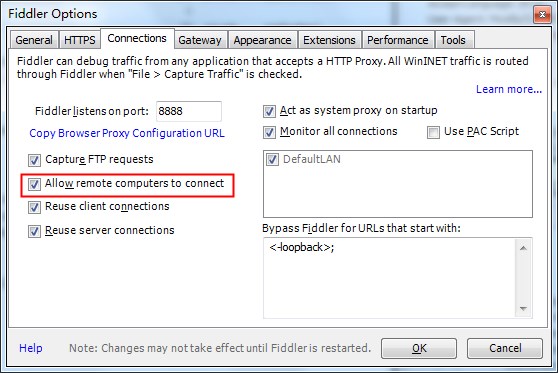 Fiddler Options
General HTTPS Connections Gateway Appearance Extensions Performance Tools
Fiddler can debug traffic from any application that accepts a HTTP Proxy. All WinINET traffic is routed
through Fiddler when "File > Capture Traffic" is checked.
Learn more...
Fiddler listens on port: 8888
Copy Browser Proxy Configuration URL
Capture FTP requests
Allow remote computers to connect
Reuse client connections
Reuse server connections
Act as system proxy on startup
Monitor all connections Use PAC Script
DefaultLAN
Bypass Fiddler for URLs that start with:
<-loopback>;
Help Note: Changes may not take effect until Fiddler is restarted. OK Cancel